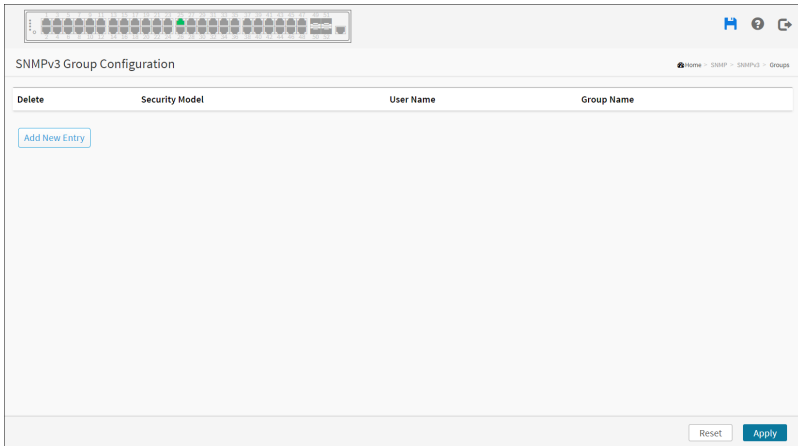 SNMPv3 Group Configuration
Home > SNMP > SNMPv3 > Groups
Delete Security Model User Name Group Name
Add New Entry
Reset Apply